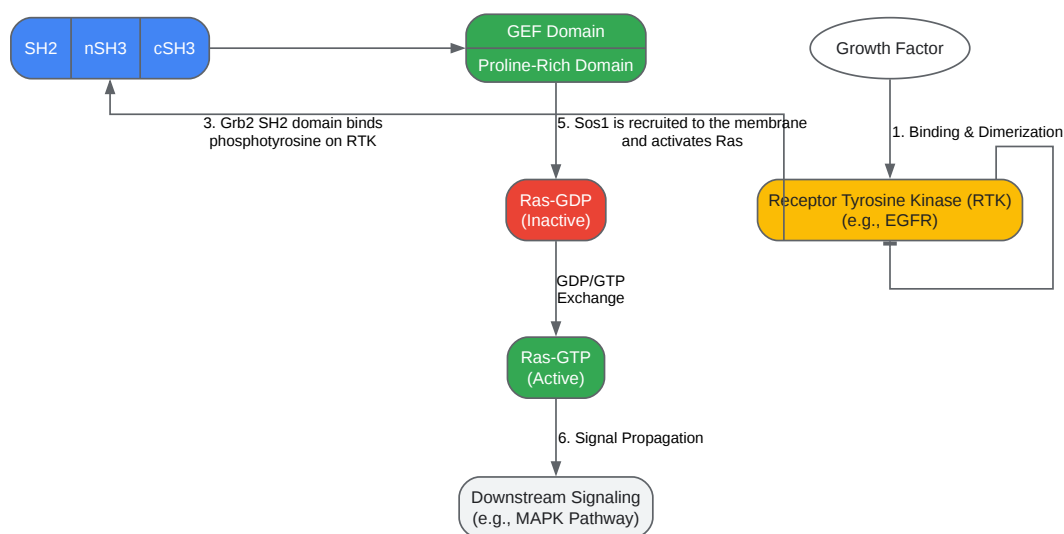 SH2 nSH3 cSH3
GEF Domain
Proline-Rich Domain
Growth Factor
3. Grb2 SH2 domain binds
phosphotyrosine on RTK
5. Sos1 is recruited to the membrane
and activates Ras
1. Binding & Dimerization
Ras-GDP
(Inactive)
Receptor Tyrosine Kinase (RTK)
(e.g., EGFR)
GDP/GTP
Exchange
Ras-GTP
(Active)
6. Signal Propagation
Downstream Signaling
(e.g., MAPK Pathway)